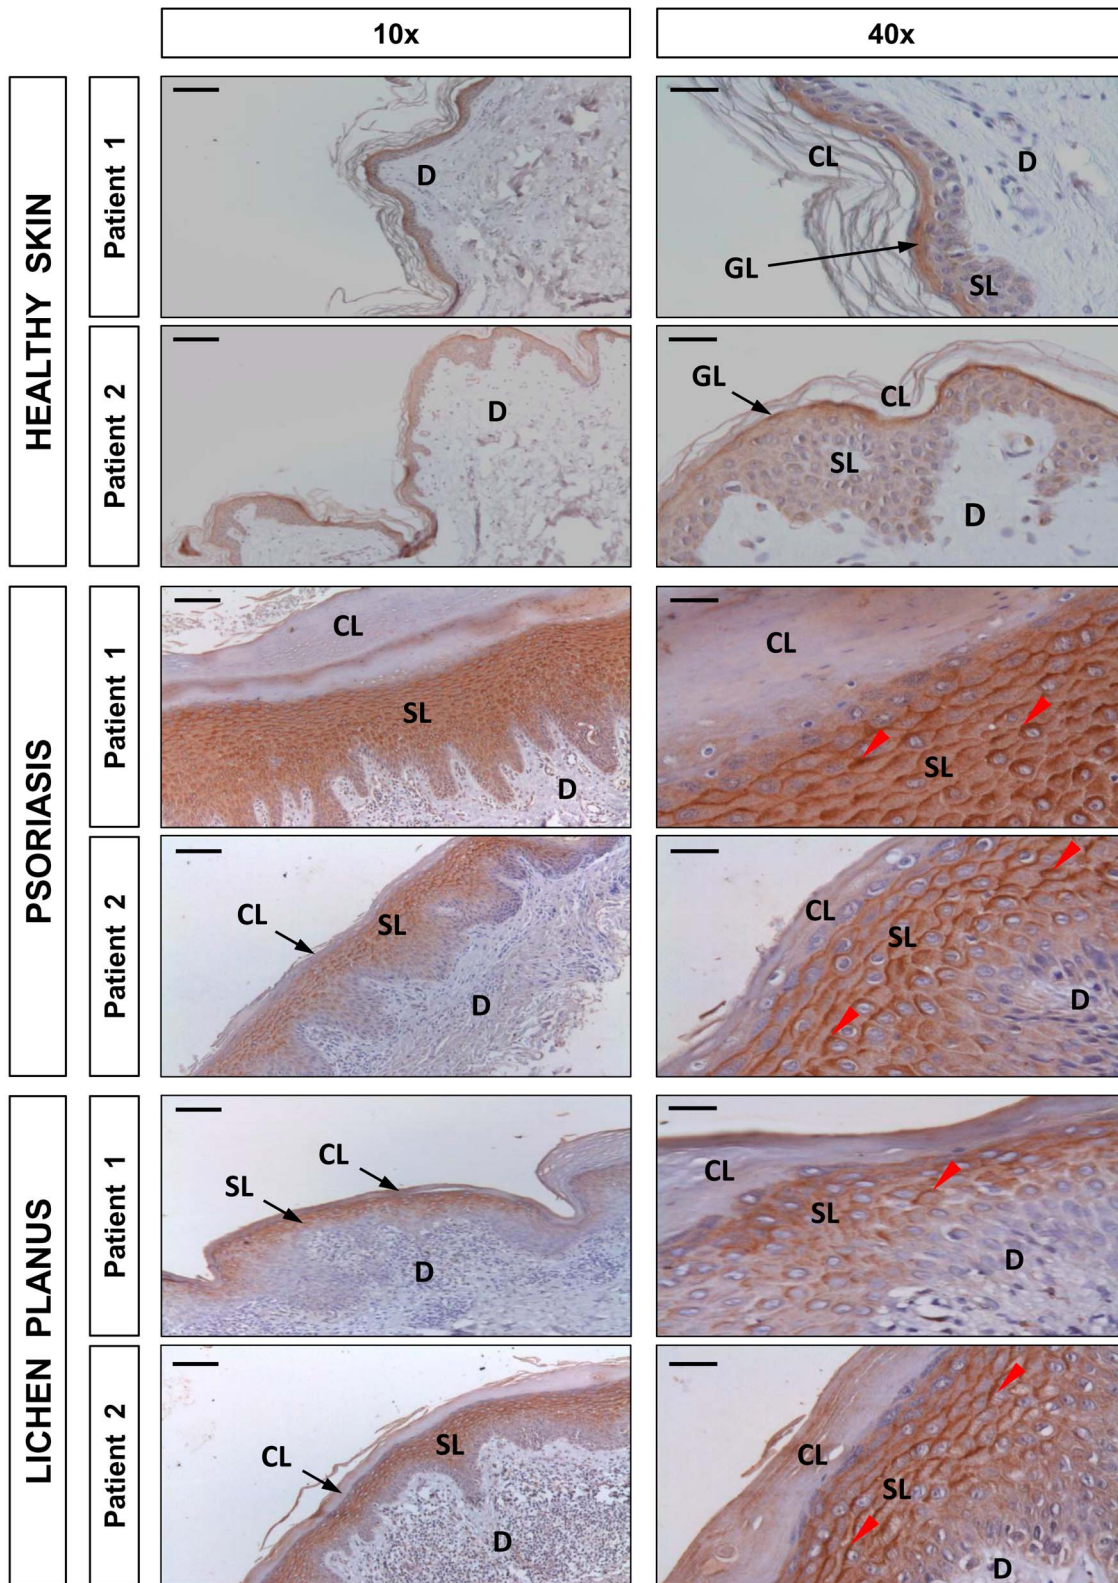 10x
40x
HEALTHY SKIN
Patient 1
D
CL
D
GL
SL
Patient 2
D
GL
CL
SL
D
PSORIASIS
Patient 1
CL
SL
D
CL
SL
Patient 2
CL
SL
D
CL
SL
D
LICHEN PLANUS
Patient 1
CL
SL
D
CL
SL
D
Patient 2
SL
CL
D
CL
SL
D